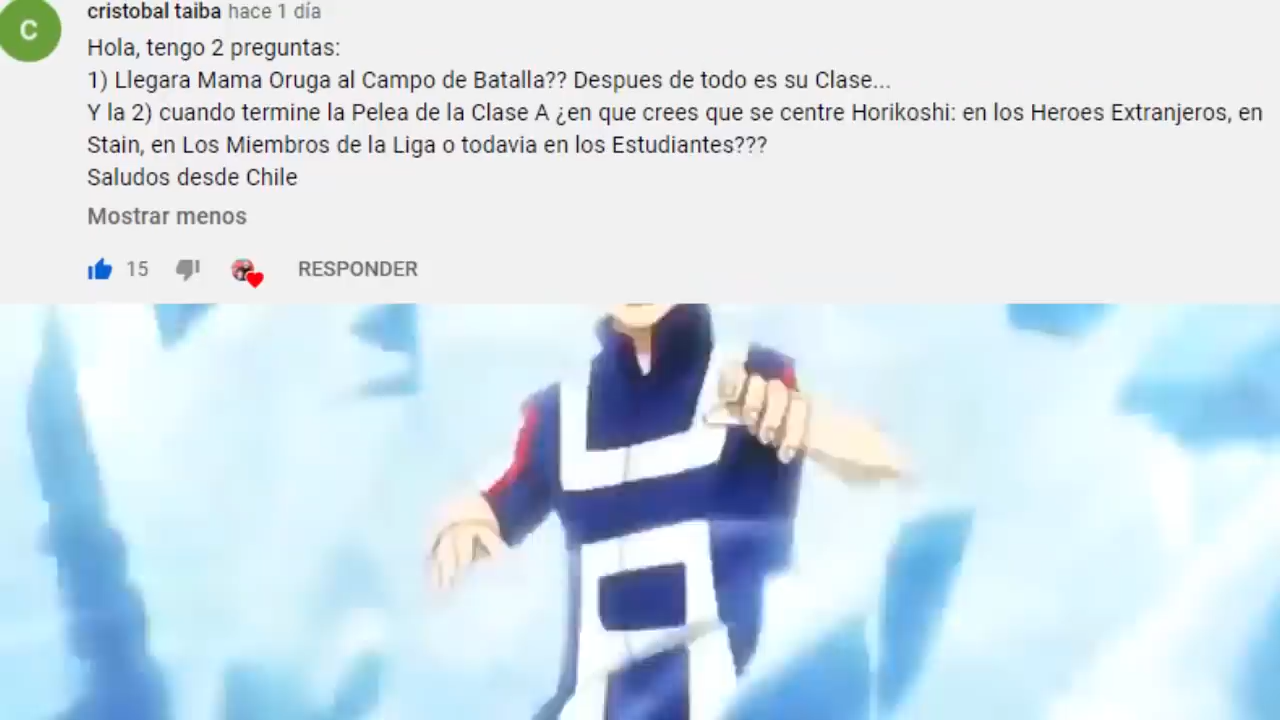 cristobal taiba hace 1 día
C
Hola, tengo 2 preguntas:
1) Llegara Mama Oruga al Campo de Batalla?? Despues de todo es su Clase...
Y la 2) cuando termine la Pelea de la Clase A ¿en que crees que se centre Horikoshi: en los Heroes Extranjeros, en
Stain, en Los Miembros de la Liga o todavia en los Estudiantes???
Saludos desde Chile
Mostrar menos
15 RESPONDER